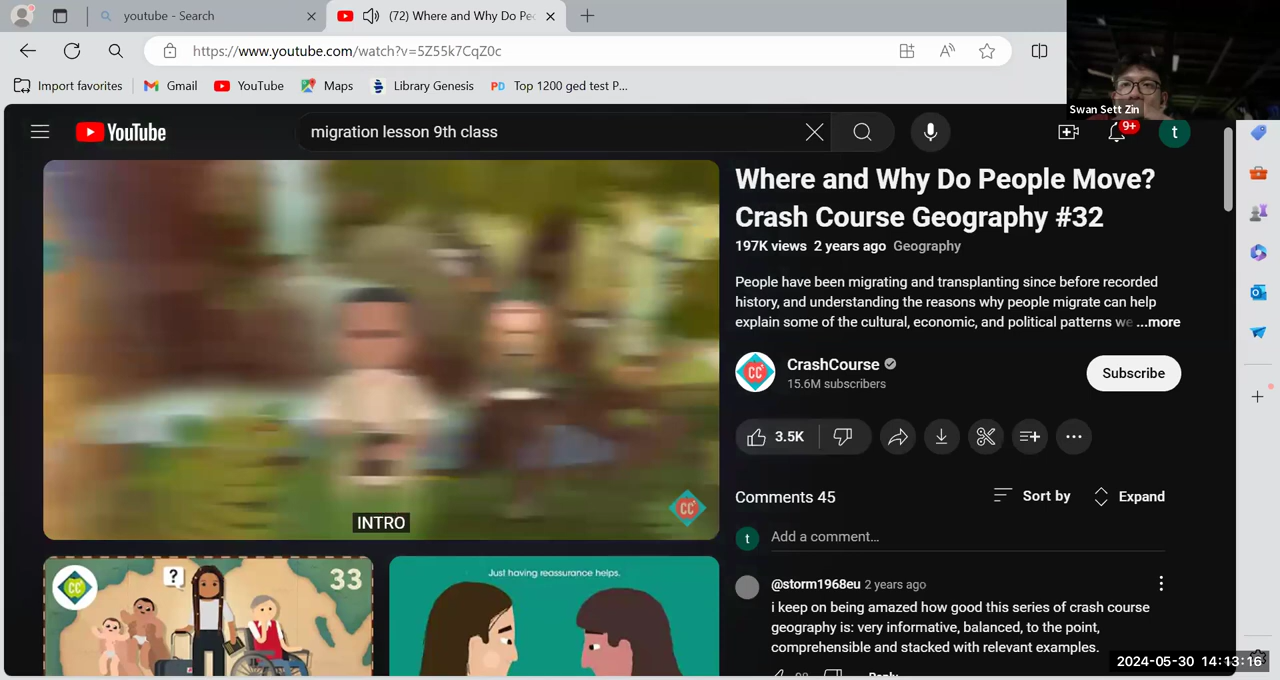 youtube - Search
(72) Where and Why Do Pe
https://www.youtube.com/watch?v=5Z55k7CqZ0c
Import favorites
Gmail
YouTube
Maps
Library Genesis
PD Top 1200 ged test P...
Swan Sett Zin
YouTube
migration lesson 9th class
9+
t
Where and Why Do People Move?
Crash Course Geography #32
197K views 2 years ago Geography
People have been migrating and transplanting since before recorded
history, and understanding the reasons why people migrate can help
explain some of the cultural, economic, and political patterns we ...more
CC
CrashCourse
15.6M subscribers
Subscribe
3.5K
CC
INTRO
Comments 45
Sort by
Expand
t
Add a comment...
@storm1968eu 2 years ago
i keep on being amazed how good this series of crash course
geography is: very informative, balanced, to the point,
comprehensible and stacked with relevant examples.
CC
?
33
Just having reassurance helps.
2024-05-30 14:13:16